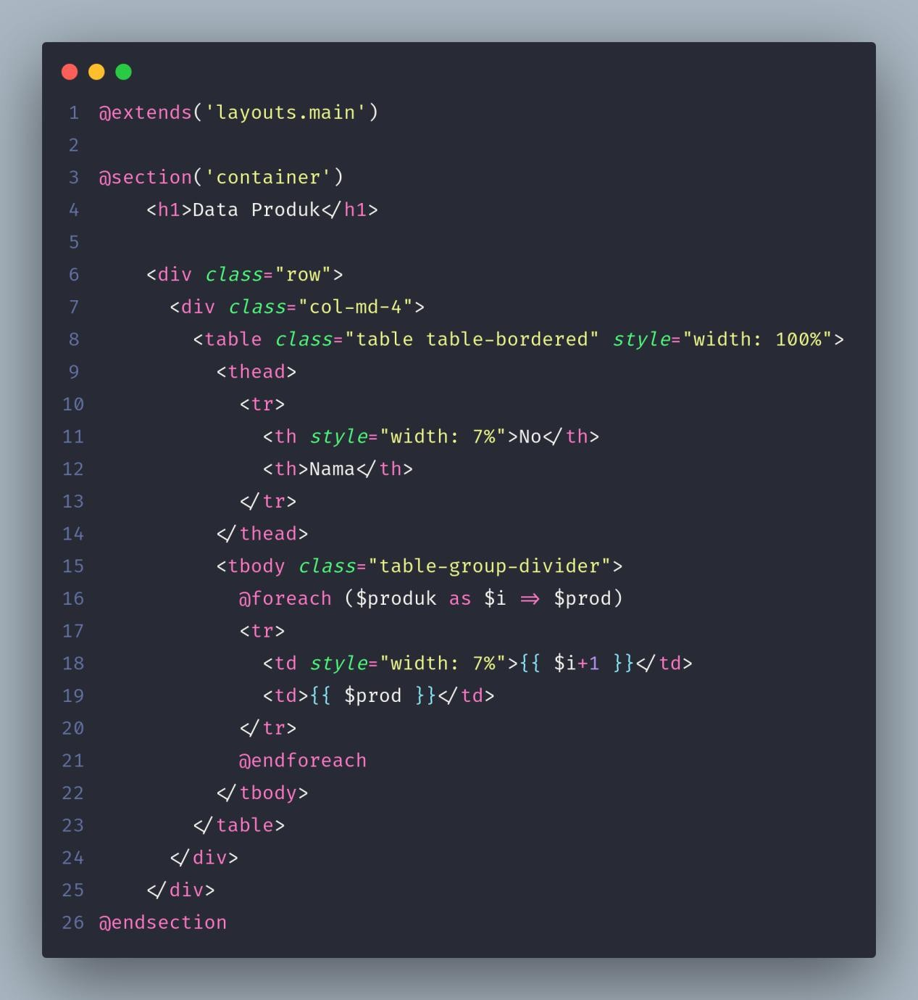 1 @extends('layouts.main')
2
3 @section('container')
4     <h1>Data Produk</h1>
5
6     <div class="row">
7       <div class="col-md-4">
8         <table class="table table-bordered" style="width: 100%">
9           <thead>
10             <tr>
11               <th style="width: 7%">No</th>
12               <th>Nama</th>
13             </tr>
14           </thead>
15           <tbody class="table-group-divider">
16             @foreach ($produk as $i => $prod)
17             <tr>
18               <td style="width: 7%">{{ $i+1 }}</td>
19               <td>{{ $prod }}</td>
20             </tr>
21             @endforeach
22           </tbody>
23         </table>
24       </div>
25     </div>
26 @endsection